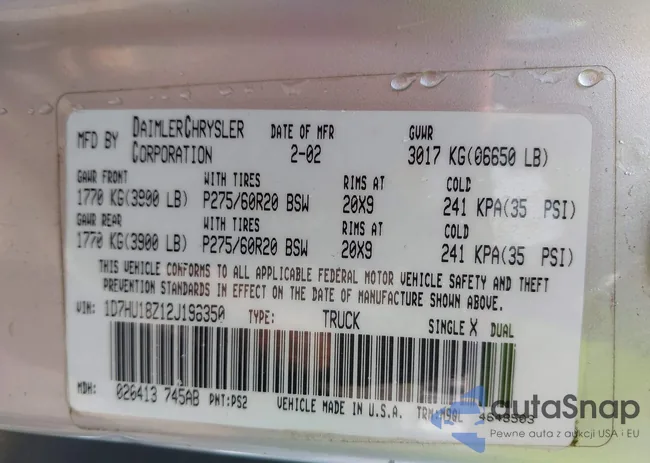 MFD BY DAIMLERCHRYSLER CORPORATION DATE OF MFR 2-02 GVWR 3017 KG(06650 LB)
GAWR FRONT WITH TIRES RIMS AT COLD
1770 KG(3900 LB) P275/60R20 BSW 20X9 241 KPA(35 PSI)
GAWR REAR WITH TIRES RIMS AT COLD
1770 KG(3900 LB) P275/60R20 BSW 20X9 241 KPA(35 PSI)
THIS VEHICLE CONFORMS TO ALL APPLICABLE FEDERAL MOTOR VEHICLE SAFETY AND THEFT
PREVENTION STANDARDS IN EFFECT ON THE DATE OF MANUFACTURE SHOWN ABOVE.
VIN: 1D7HU18Z12J196350 TYPE: TRUCK SINGLE X DUAL
MDH: 020413 745AB PNT:PS2 VEHICLE MADE IN U.S.A. TRM:
autaSnap
Pewne auta z aukcji USA i EU